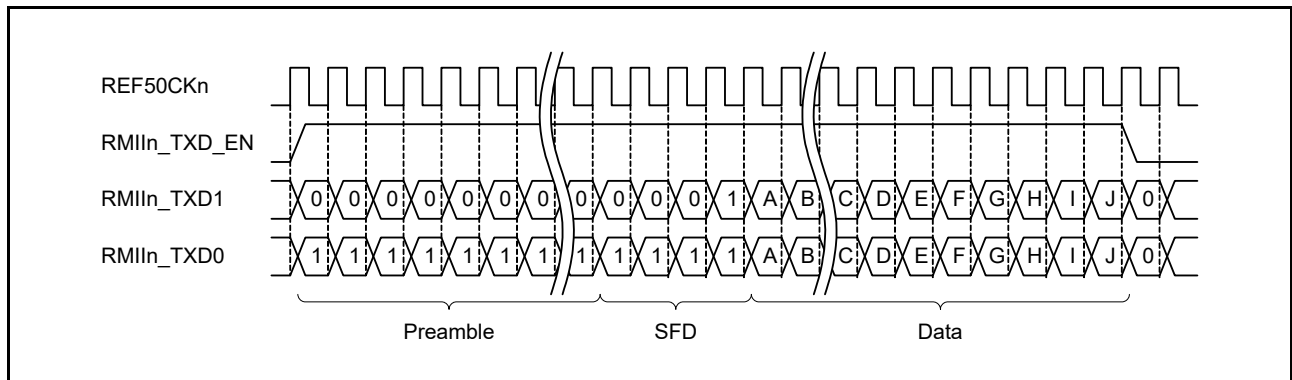 REF50CKn
RMIIn_TXD_EN
RMIIn_TXD1 0 0 0 0 0 0 0 0 0 0 0 1 A B C D E F G H I J 0
RMIIn_TXD0 1 1 1 1 1 1 1 1 1 1 1 1 A B C D E F G H I J 0
Preamble SFD Data